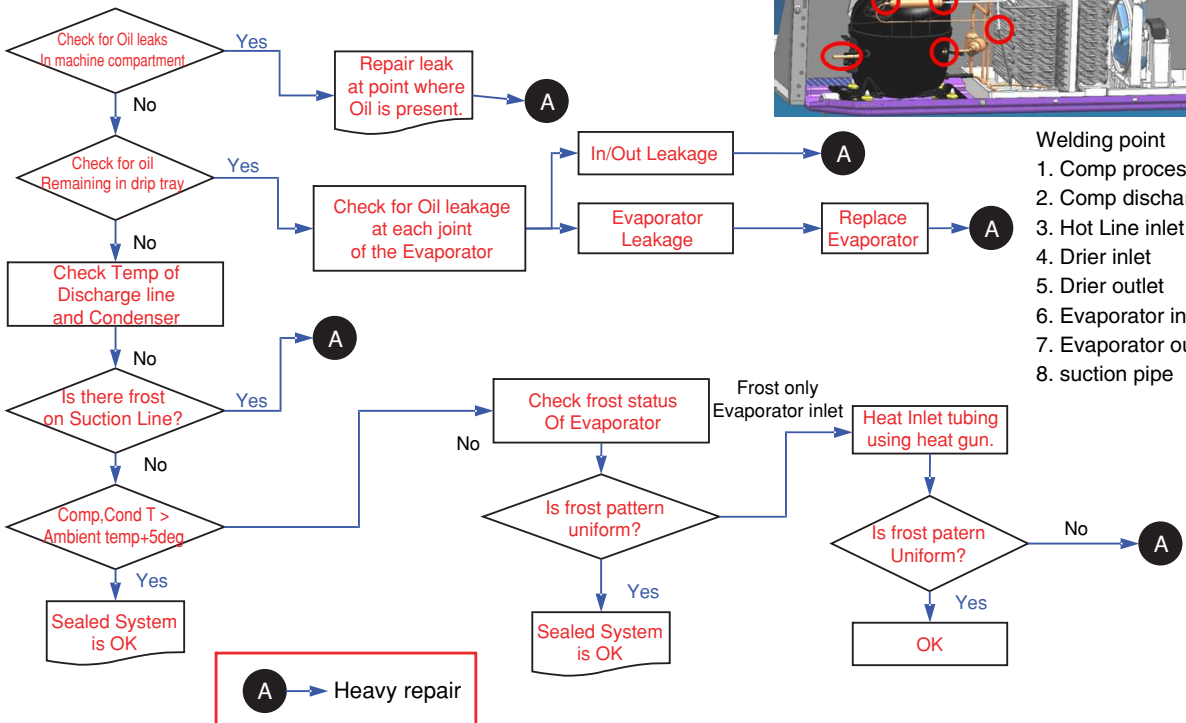 Check for Oil leaks
In machine compartment
Yes
No
Repair leak
at point where
Oil is present.
A
Check for oil
Remaining in drip tray
Yes
No
Check for Oil leakage
at each joint
of the Evaporator
In/Out Leakage
A
Evaporator
Leakage
Replace
Evaporator
A
Check Temp of
Discharge line
and Condenser
No
A
Is there frost
on Suction Line?
Yes
No
Comp,Cond T >
Ambient temp+5deg
Yes
Sealed System
is OK
No
Check frost status
Of Evaporator
Is frost pattern
uniform?
Yes
Sealed System
is OK
Frost only
Evaporator inlet
Heat Inlet tubing
using heat gun.
Is frost patern
Uniform?
No
A
Yes
OK
A Heavy repair
Welding point
1. Comp
2. Comp
3. Hot Line inlet
4. Drier inlet
5. Drier outlet
6. Evaporator
7. Evaporator
8. suction pipe